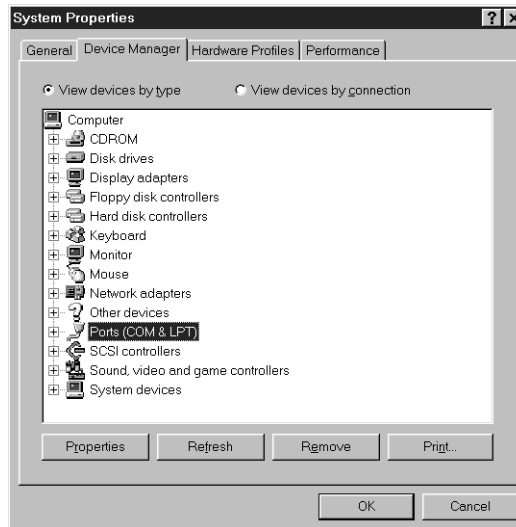 System Properties
General Device Manager Hardware Profiles Performance
View devices by type View devices by connection
Computer
CDROM
Disk drives
Display adapters
Floppy disk controllers
Hard disk controllers
Keyboard
Monitor
Mouse
Network adapters
Other devices
Ports (COM & LPT)
SCSI controllers
Sound, video and game controllers
System devices
Properties Refresh Remove Print...
OK Cancel